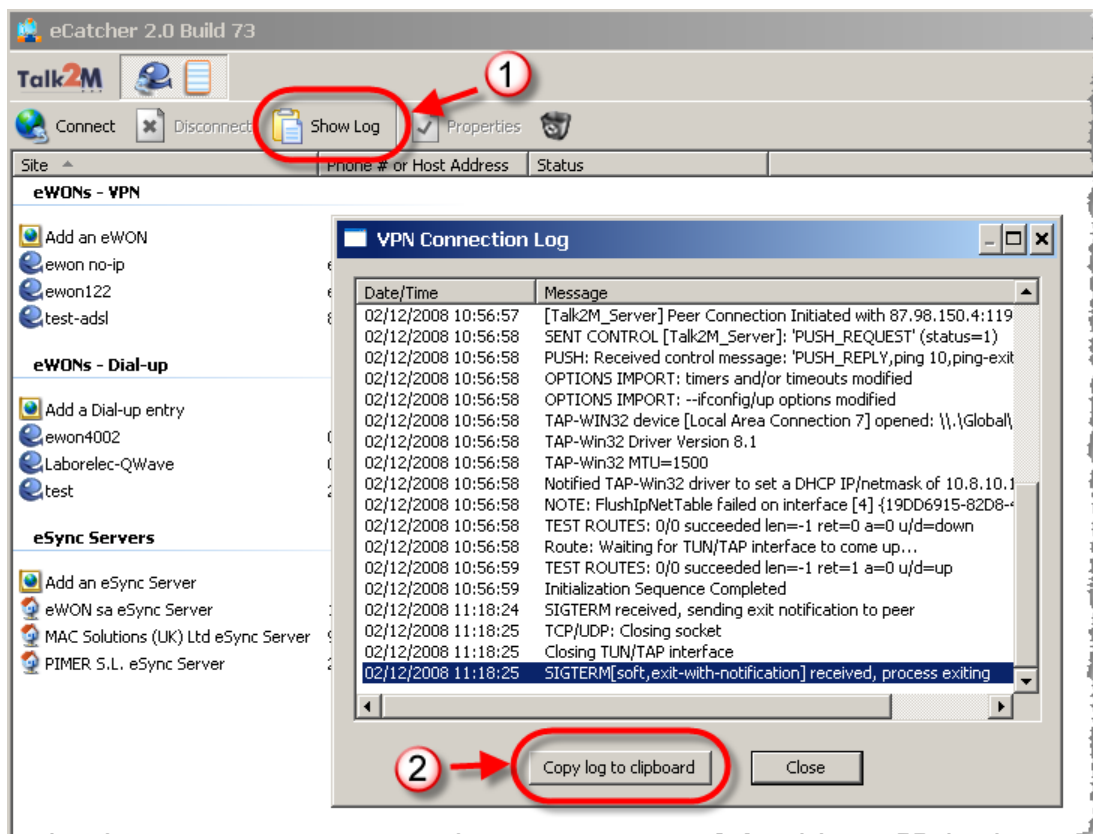 eCatcher 2.0 Build 73
Talk2M
1
Connect Disconnect Show Log Properties
Site Phone # or Host Address Status
eWONs - VPN
Add an eWON
ewon no-ip
ewon122
test-adsl
eWONs - Dial-up
Add a Dial-up entry
ewon4002
Laborelec-QWave
test
eSync Servers
Add an eSync Server
eWON sa eSync Server
MAC Solutions (UK) Ltd eSync Server
PIMER S.L. eSync Server
VPN Connection Log
Date/Time Message
02/12/2008 10:56:57 [Talk2M_Server] Peer Connection Initiated with 87.98.150.4:119
02/12/2008 10:56:58 SENT CONTROL [Talk2M_Server]: 'PUSH_REQUEST' (status=1)
02/12/2008 10:56:58 PUSH: Received control message: 'PUSH_REPLY,ping 10,ping-exit
02/12/2008 10:56:58 OPTIONS IMPORT: timers and/or timeouts modified
02/12/2008 10:56:58 OPTIONS IMPORT: --ifconfig/up options modified
02/12/2008 10:56:58 TAP-WIN32 device [Local Area Connection 7] opened: \\.\Global\
02/12/2008 10:56:58 TAP-Win32 Driver Version 8.1
02/12/2008 10:56:58 TAP-Win32 MTU=1500
02/12/2008 10:56:58 Notified TAP-Win32 driver to set a DHCP IP/netmask of 10.8.10.1
02/12/2008 10:56:58 NOTE: FlushIpNetTable failed on interface [4] {19DD6915-82D8-
02/12/2008 10:56:58 TEST ROUTES: 0/0 succeeded len=-1 ret=0 a=0 u/d=down
02/12/2008 10:56:58 Route: Waiting for TUN/TAP interface to come up...
02/12/2008 10:56:59 TEST ROUTES: 0/0 succeeded len=-1 ret=1 a=0 u/d=up
02/12/2008 10:56:59 Initialization Sequence Completed
02/12/2008 11:18:24 SIGTERM received, sending exit notification to peer
02/12/2008 11:18:25 TCP/UDP: Closing socket
02/12/2008 11:18:25 Closing TUN/TAP interface
02/12/2008 11:18:25 SIGTERM[soft,exit-with-notification] received, process exiting
2
Copy log to clipboard Close